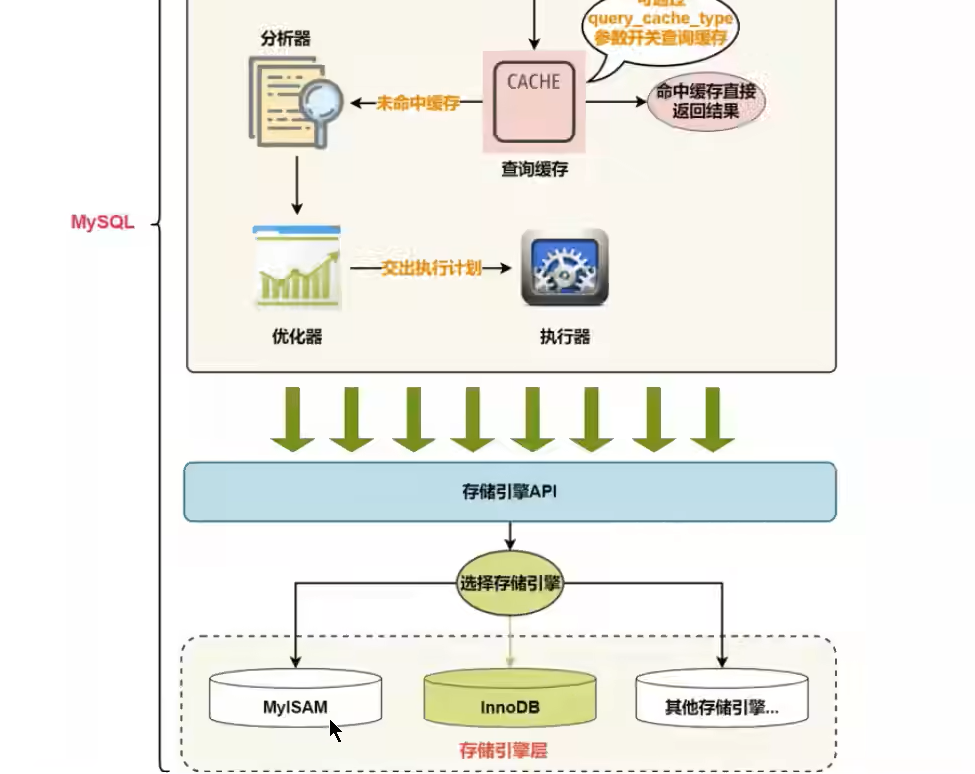 可通过
query_cache_type
参数开关查询缓存
分析器
CACHE
未命中缓存
命中缓存直接
返回结果
查询缓存
MySQL
交出执行计划
优化器
执行器
存储引擎API
选择存储引擎
MyISAM
InnoDB
其他存储引擎...
存储引擎层